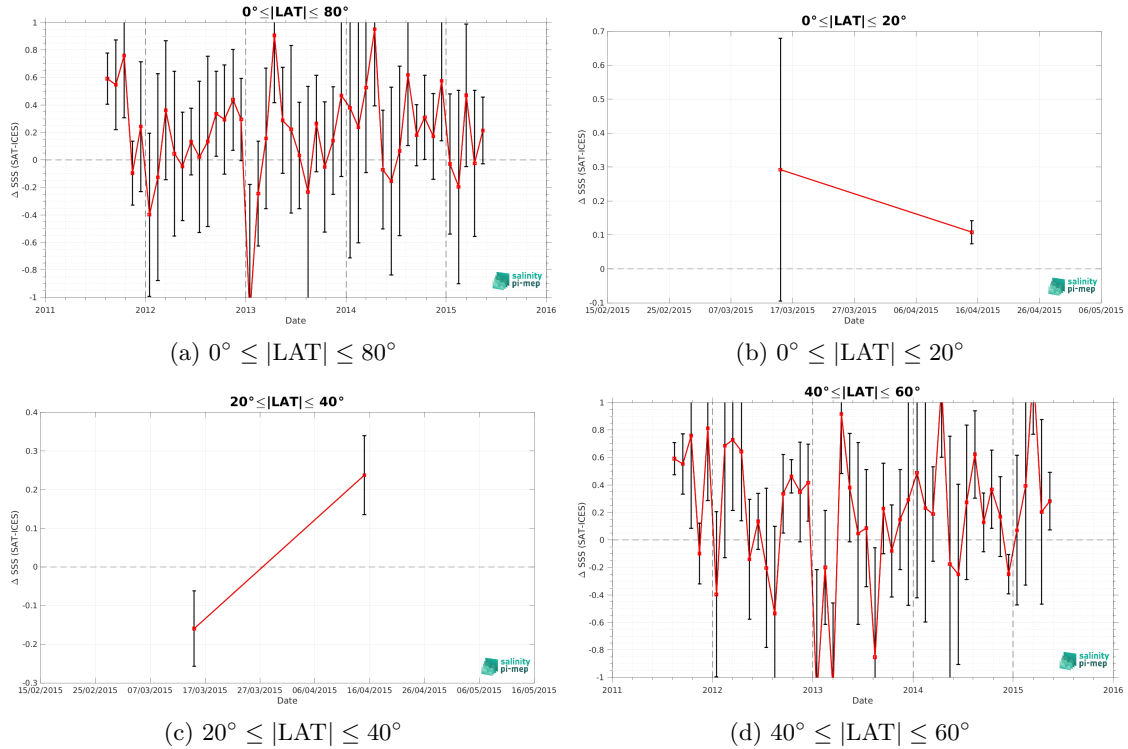 0°≤|LAT|≤ 80°
1
0.8
0.6
0.4
0.2
0
-0.2
-0.4
-0.6
-0.8
-1
Δ SSS (SAT-ICES)
2011 2012 2013 2014 2015 2016
Date
salinity
pi-mep
(a) 0° ≤ |LAT| ≤ 80°
0°≤|LAT|≤ 20°
0.7
0.6
0.5
0.4
0.3
0.2
0.1
0
-0.1
Δ SSS (SAT-ICES)
15/02/2015 25/02/2015 07/03/2015 17/03/2015 27/03/2015 06/04/2015 16/04/2015 26/04/2015 06/05/2015
Date
salinity
pi-mep
(b) 0° ≤ |LAT| ≤ 20°
20°≤|LAT|≤ 40°
0.4
0.3
0.2
0.1
0
-0.1
-0.2
-0.3
Δ SSS (SAT-ICES)
15/02/2015 25/02/2015 07/03/2015 17/03/2015 27/03/2015 06/04/2015 16/04/2015 26/04/2015 06/05/2015 16/05/2015
Date
salinity
pi-mep
(c) 20° ≤ |LAT| ≤ 40°
40°≤|LAT|≤ 60°
1
0.8
0.6
0.4
0.2
0
-0.2
-0.4
-0.6
-0.8
-1
Δ SSS (SAT-ICES)
2011 2012 2013 2014 2015 2016
Date
salinity
pi-mep
(d) 40° ≤ |LAT| ≤ 60°